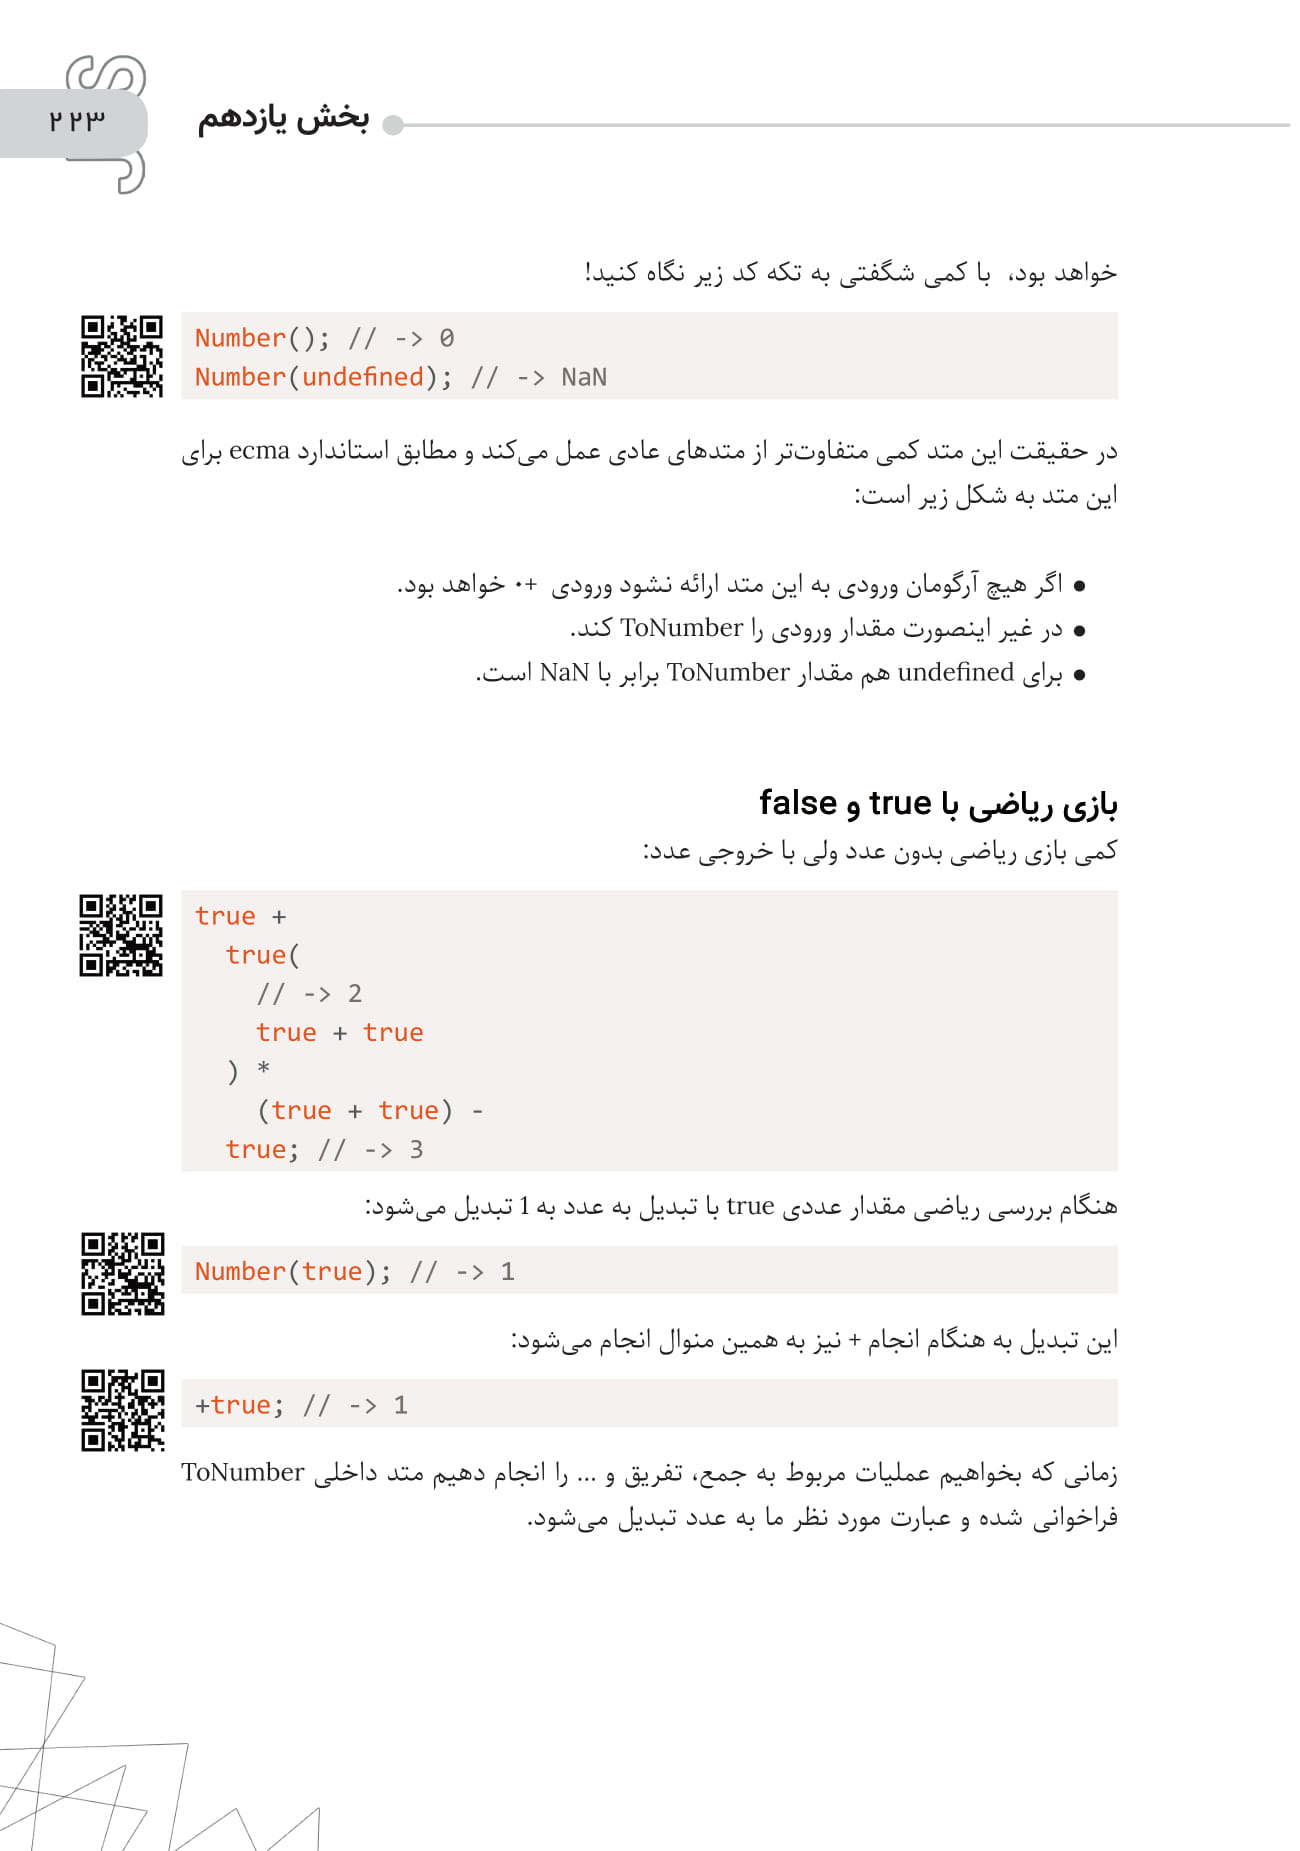 ۲۲۳
بخش یازدهم
JS
خواهد بود، با کمی شگفتی به تکه کد زیر نگاه کنید!
Number(); // -> 0
Number(undefined); // -> NaN
در حقیقت این متد کمی متفاوت‌تر از متدهای عادی عمل می‌کند و مطابق استاندارد ecma برای
این متد به شکل زیر است:
● اگر هیچ آرگومان ورودی به این متد ارائه نشود ورودی +۰ خواهد بود.
● در غیر اینصورت مقدار ورودی را ToNumber کند.
● برای undefined هم مقدار ToNumber برابر با NaN است.
بازی ریاضی با true و false
کمی بازی ریاضی بدون عدد ولی با خروجی عدد:
true +
  true(
    // -> 2
    true + true
  ) *
    (true + true) -
  true; // -> 3
هنگام بررسی ریاضی مقدار عددی true با تبدیل به عدد به 1 تبدیل می‌شود:
Number(true); // -> 1
این تبدیل به هنگام انجام + نیز به همین منوال انجام می‌شود:
+true; // -> 1
زمانی که بخواهیم عملیات مربوط به جمع، تفریق و ... را انجام دهیم متد داخلی ToNumber
فراخوانی شده و عبارت مورد نظر ما به عدد تبدیل می‌شود.